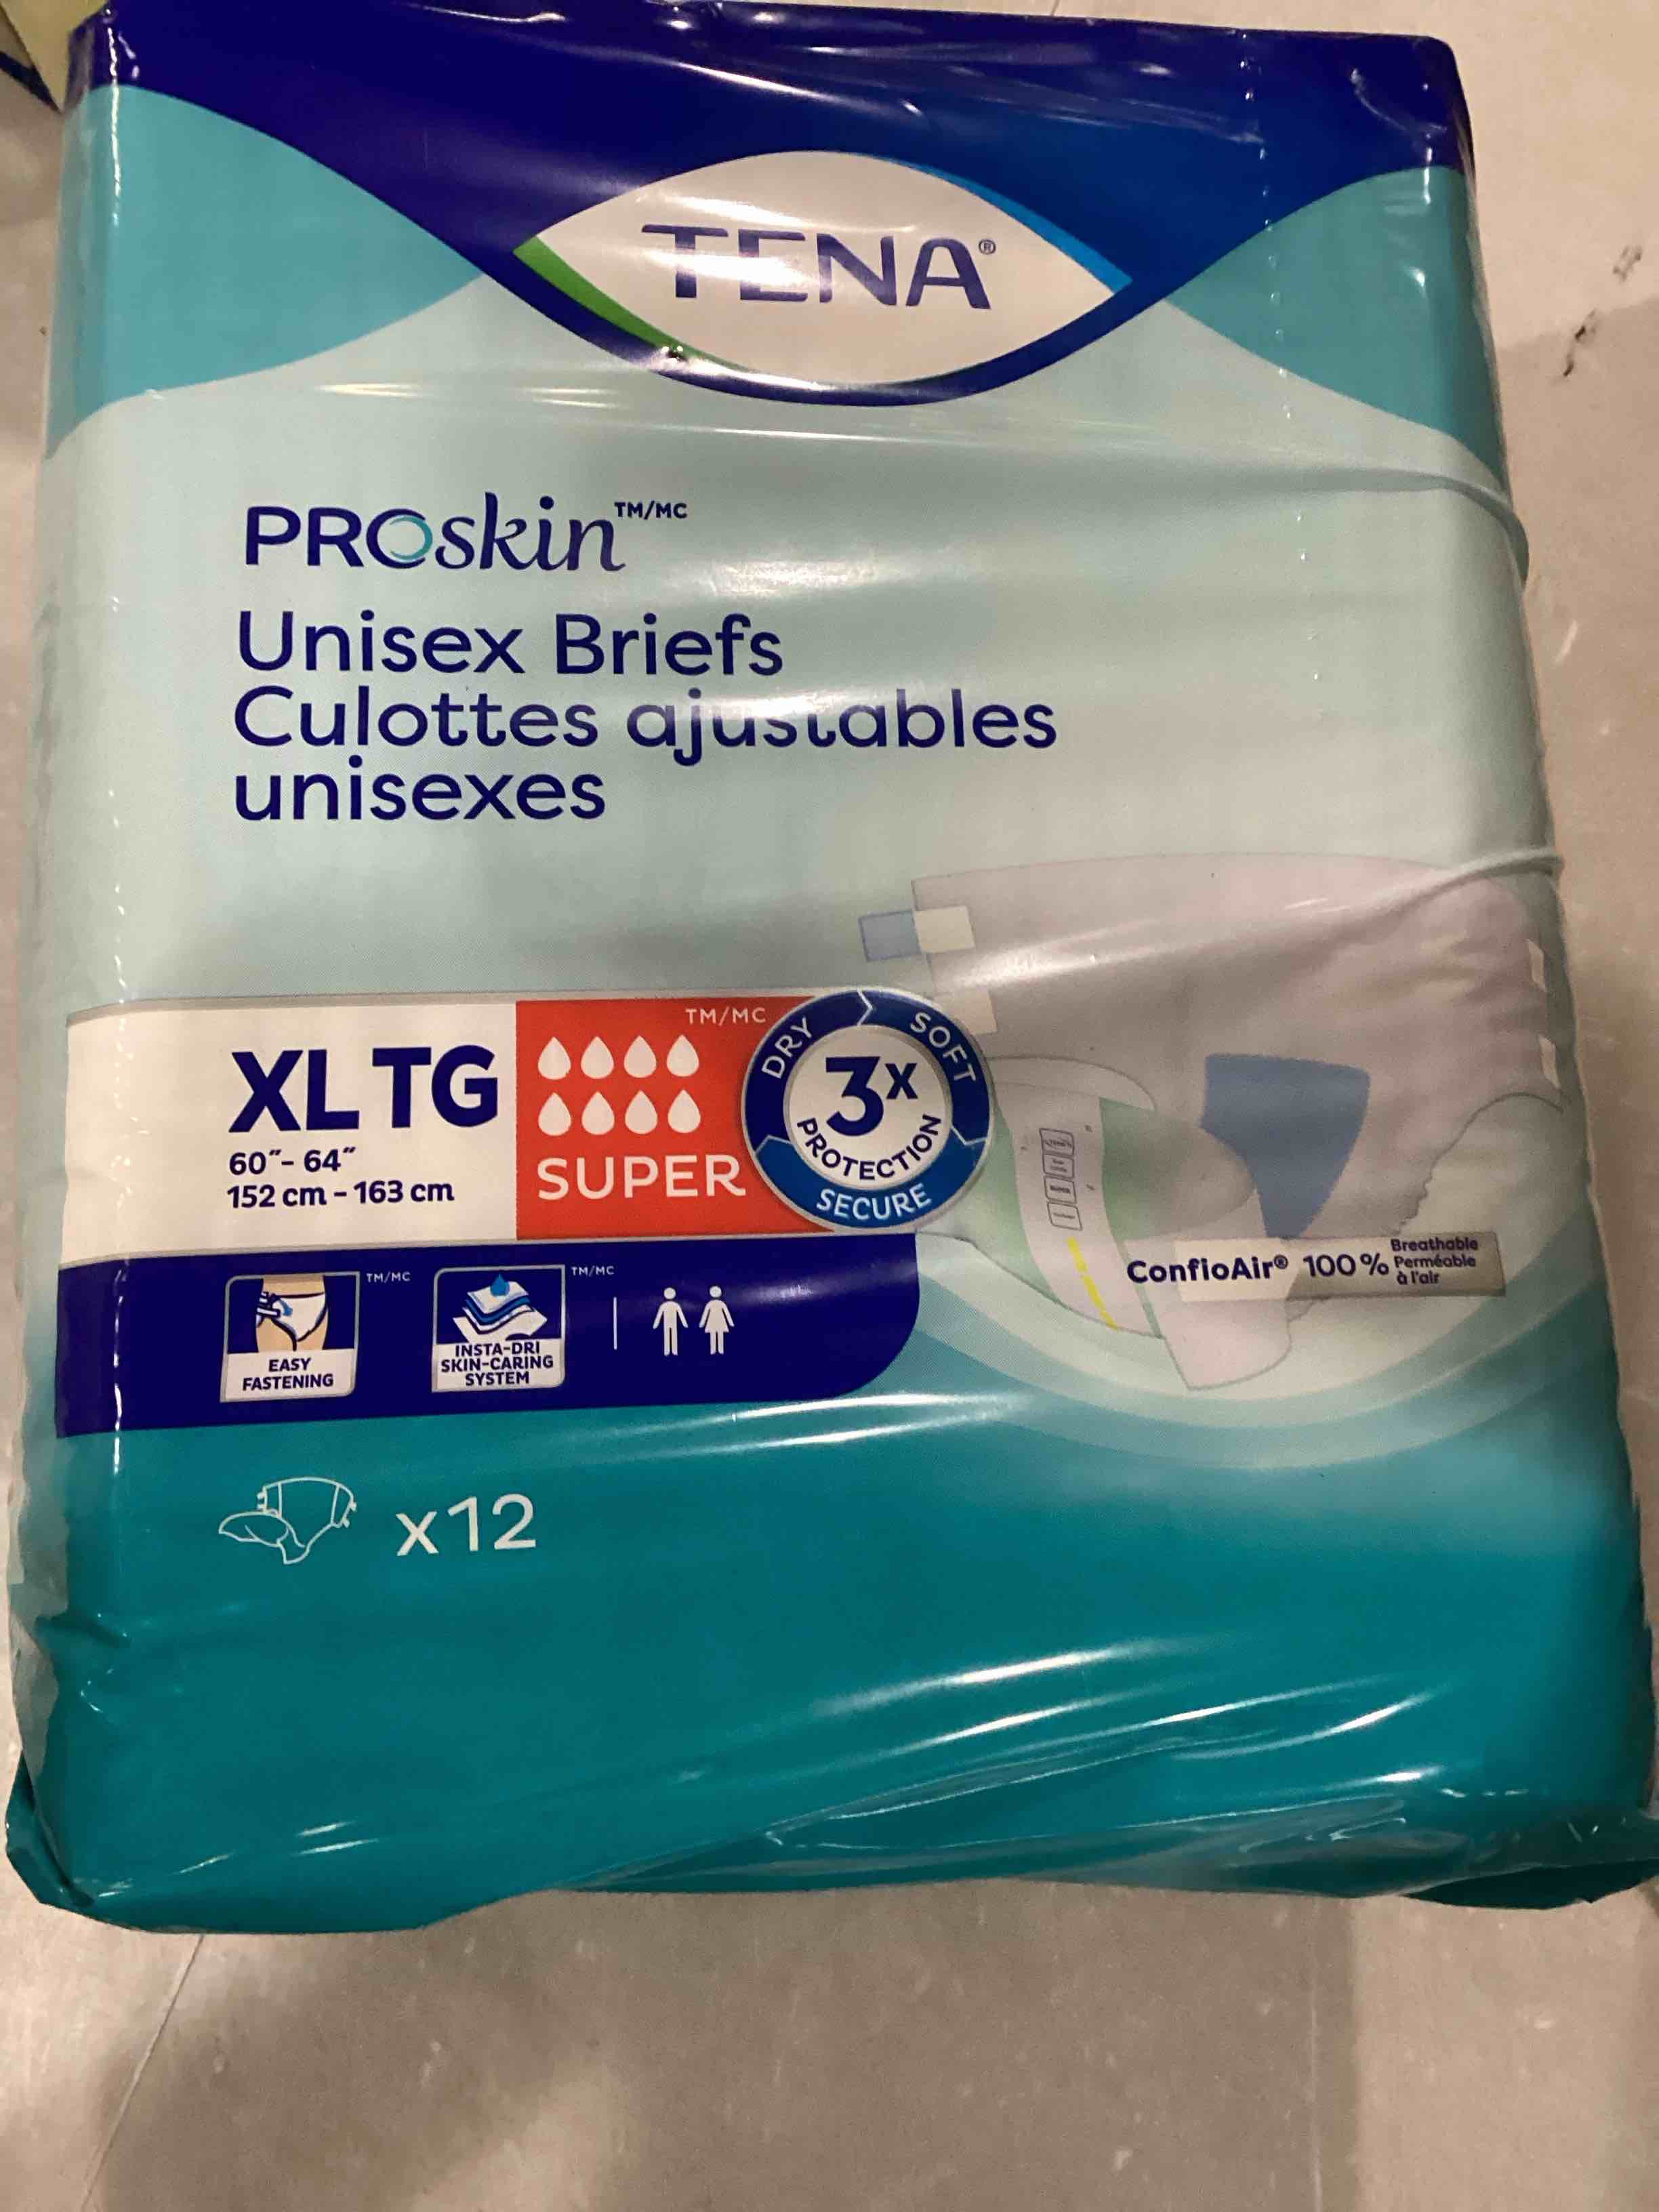 TENA®
PROskin™/MC
Unisex Briefs
Culottes ajustables
unisexes
XL TG
60″- 64″
152 cm - 163 cm
TM/MC
SUPER
DRY
SOFT
3x
PROTECTION
SECURE
ConfioAir® 100% Breathable
Perméable
à l'air
TM/MC
EASY
FASTENING
TM/MC
INSTA-DRI
SKIN-CARING
SYSTEM
x12